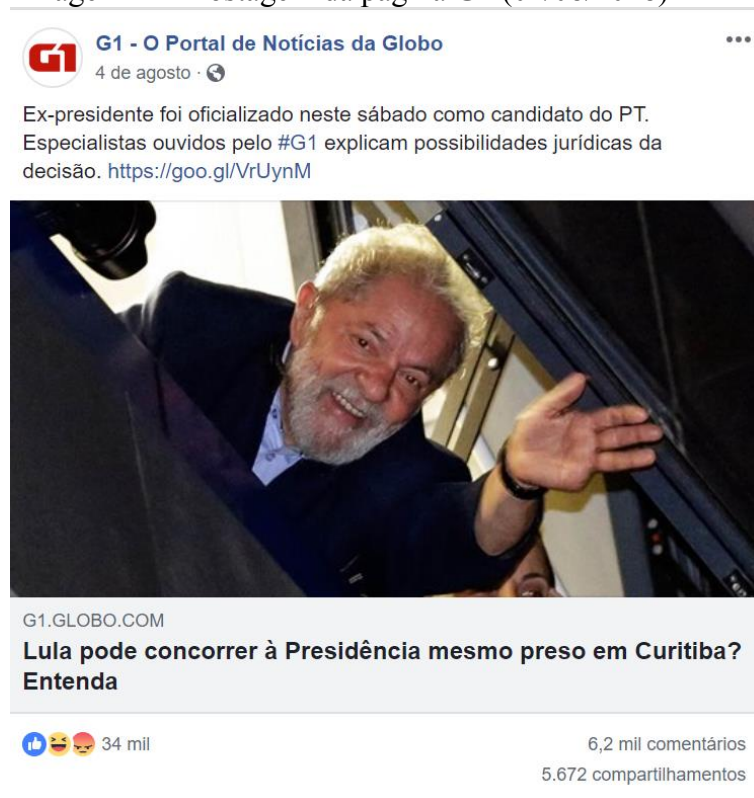 G1 - O Portal de Notícias da Globo
4 de agosto
G1
Ex-presidente foi oficializado neste sábado como candidato do PT.
Especialistas ouvidos pelo #G1 explicam possibilidades jurídicas da
decisão. https://goo.gl/VrUynM
G1.GLOBO.COM
Lula pode concorrer à Presidência mesmo preso em Curitiba?
Entenda
34 mil
6,2 mil comentários
5.672 compartilhamentos